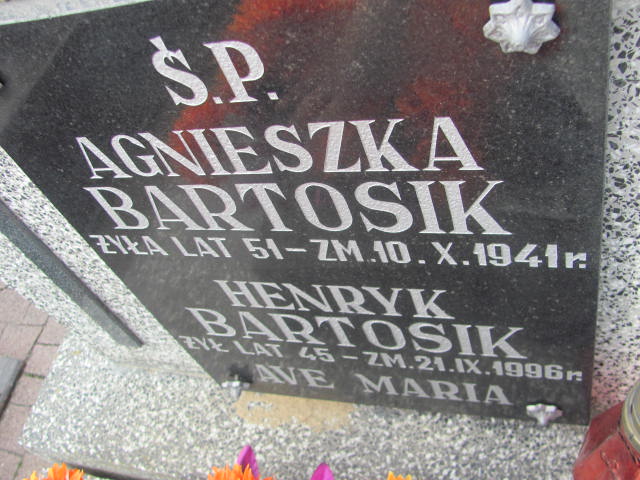 Ś.P.
AGNIESZKA
BARTOSIK
ŻYŁA LAT 51 - ZM. 10. X. 1941 r.
HENRYK
BARTOSIK
ŻYŁ LAT 45 - ZM. 21. IX. 1996 r.
AVE MARIA